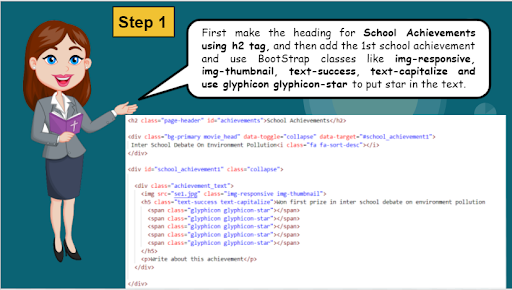 Step 1
First make the heading for School Achievements
using h2 tag, and then add the 1st school achievement
and use BootStrap classes like img-responsive,
img-thumbnail, text-success, text-capitalize and
use glyphicon glyphicon-star to put star in the text.
<h2 class="page-header" id="achievements">School Achievements</h2>
<div class="bg-primary movie_head" data-toggle="collapse" data-target="#school_achievement1">
Inter School Debate On Environment Pollution<i class="fa fa-sort-desc"></i>
</div>
<div id="school_achievement1" class="collapse">
<div class="achievement_text">
<img src="se1.jpg" class="img-responsive img-thumbnail">
<h5 class="text-success text-capitalize">Won first prize in inter school debate on environment pollution
<span class="glyphicon glyphicon-star"></span>
<span class="glyphicon glyphicon-star"></span>
<span class="glyphicon glyphicon-star"></span>
<span class="glyphicon glyphicon-star"></span>
<span class="glyphicon glyphicon-star"></span>
</h5>
<p>Write about this achievement</p>
</div>
</div>